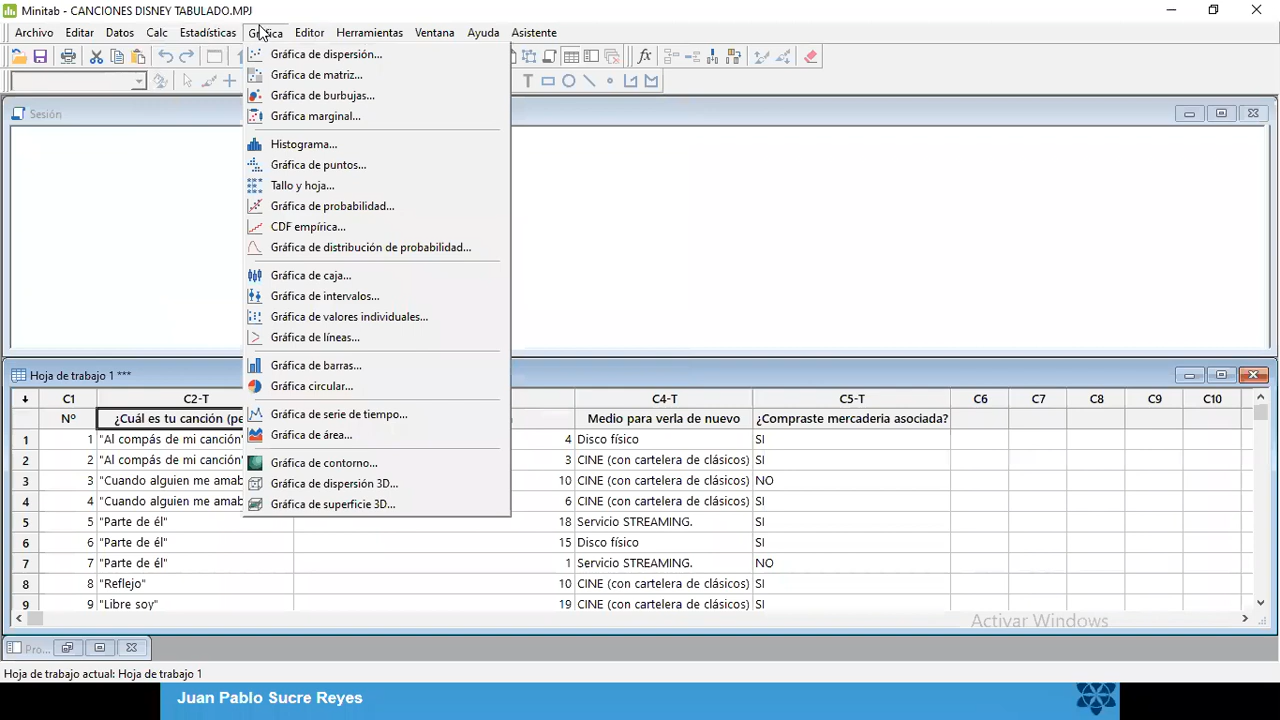 Minitab - CANCIONES DISNEY TABULADO.MPJ
Archivo Editar Datos Calc Estadísticas Gráfica Editor Herramientas Ventana Ayuda Asistente
Gráfica de dispersión...
Gráfica de matriz...
Gráfica de burbujas...
Gráfica marginal...
Histograma...
Gráfica de puntos...
Tallo y hoja...
Gráfica de probabilidad...
CDF empírica...
Gráfica de distribución de probabilidad...
Gráfica de caja...
Gráfica de intervalos...
Gráfica de valores individuales...
Gráfica de líneas...
Gráfica de barras...
Gráfica circular...
Gráfica de serie de tiempo...
Gráfica de área...
Gráfica de contorno...
Gráfica de dispersión 3D...
Gráfica de superficie 3D...
Sesión
Hoja de trabajo 1 ***
C1 C2-T C4-T C5-T C6 C7 C8 C9 C10
Nº ¿Cuál es tu canción (pe Medio para verla de nuevo ¿Compraste mercaderia asociada?
1 1 "Al compás de mi canción" 4 Disco físico SI
2 2 "Al compás de mi canción" 3 CINE (con cartelera de clásicos) SI
3 3 "Cuando alguien me amab 10 CINE (con cartelera de clásicos) NO
4 4 "Cuando alguien me amab 6 CINE (con cartelera de clásicos) SI
5 5 "Parte de él" 18 Servicio STREAMING. SI
6 6 "Parte de él" 15 Disco físico SI
7 7 "Parte de él" 1 Servicio STREAMING. NO
8 8 "Reflejo" 10 CINE (con cartelera de clásicos) SI
9 9 "Libre soy" 19 CINE (con cartelera de clásicos) SI
Activar Windows
Pro...
Hoja de trabajo actual: Hoja de trabajo 1
Juan Pablo Sucre Reyes